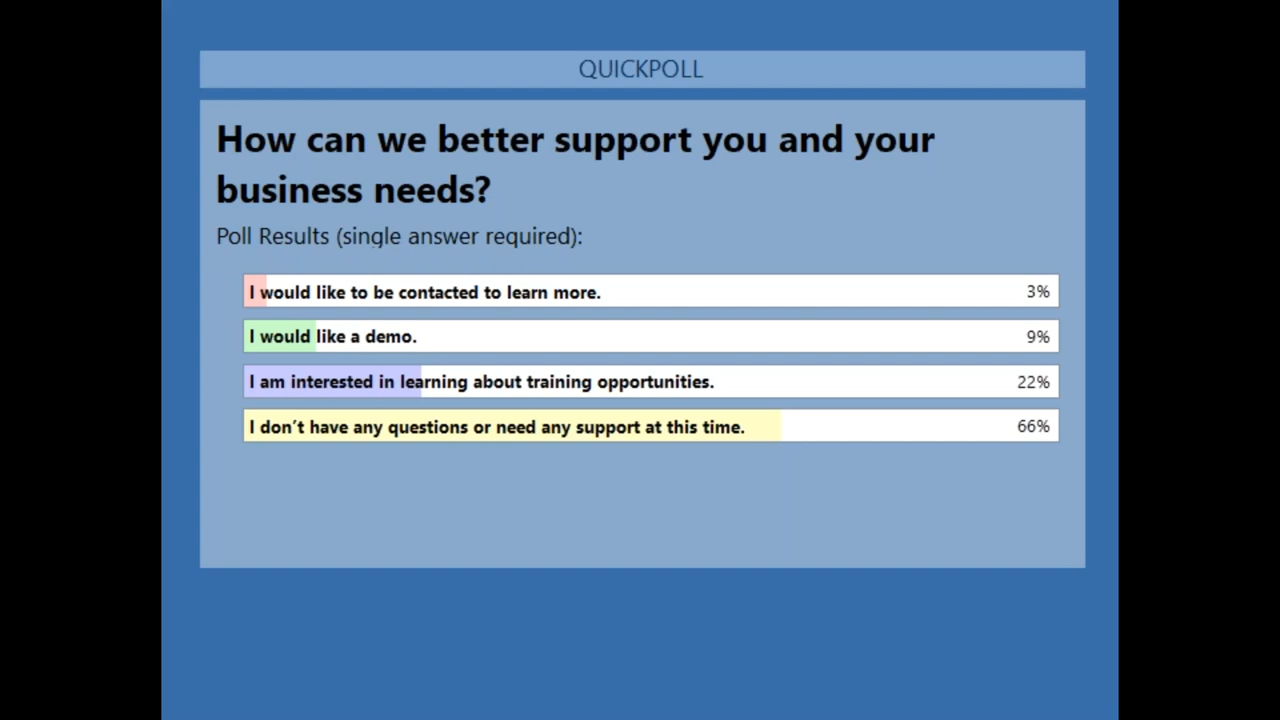 QUICKPOLL
How can we better support you and your
business needs?
Poll Results (single answer required):
I would like to be contacted to learn more. 3%
I would like a demo. 9%
I am interested in learning about training opportunities. 22%
I don’t have any questions or need any support at this time. 66%